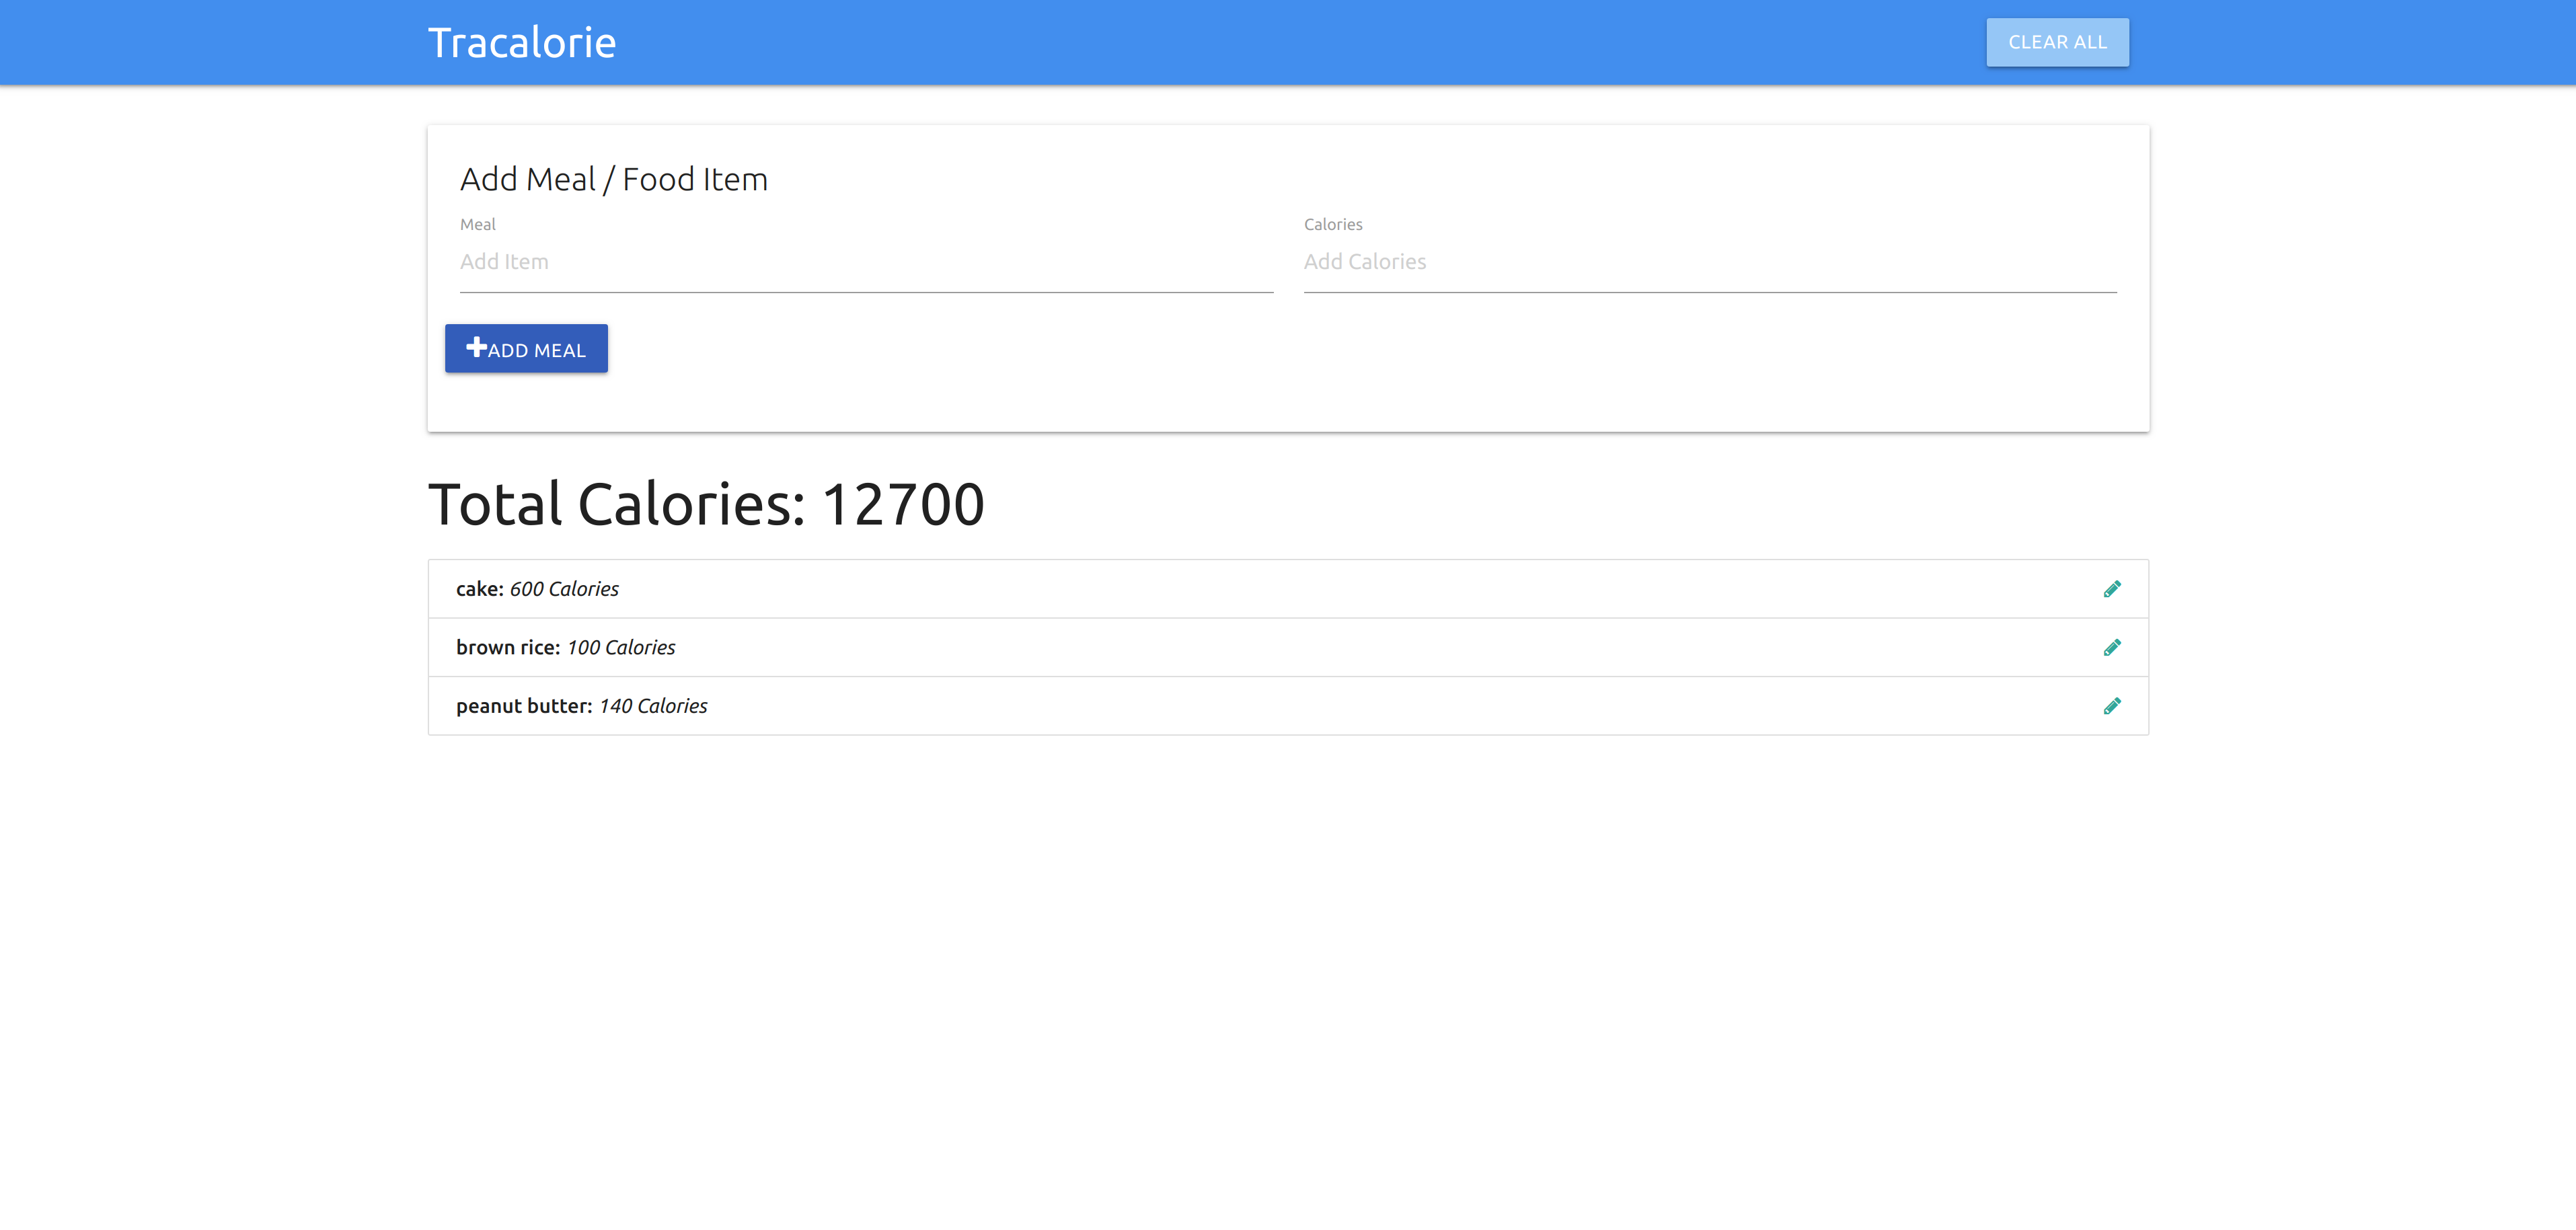 Tracalorie
CLEAR ALL
Add Meal / Food Item
Meal
Calories
Add Item
Add Calories
ADD MEAL
Total Calories: 12700
cake: 600 Calories
brown rice: 100 Calories
peanut butter: 140 Calories